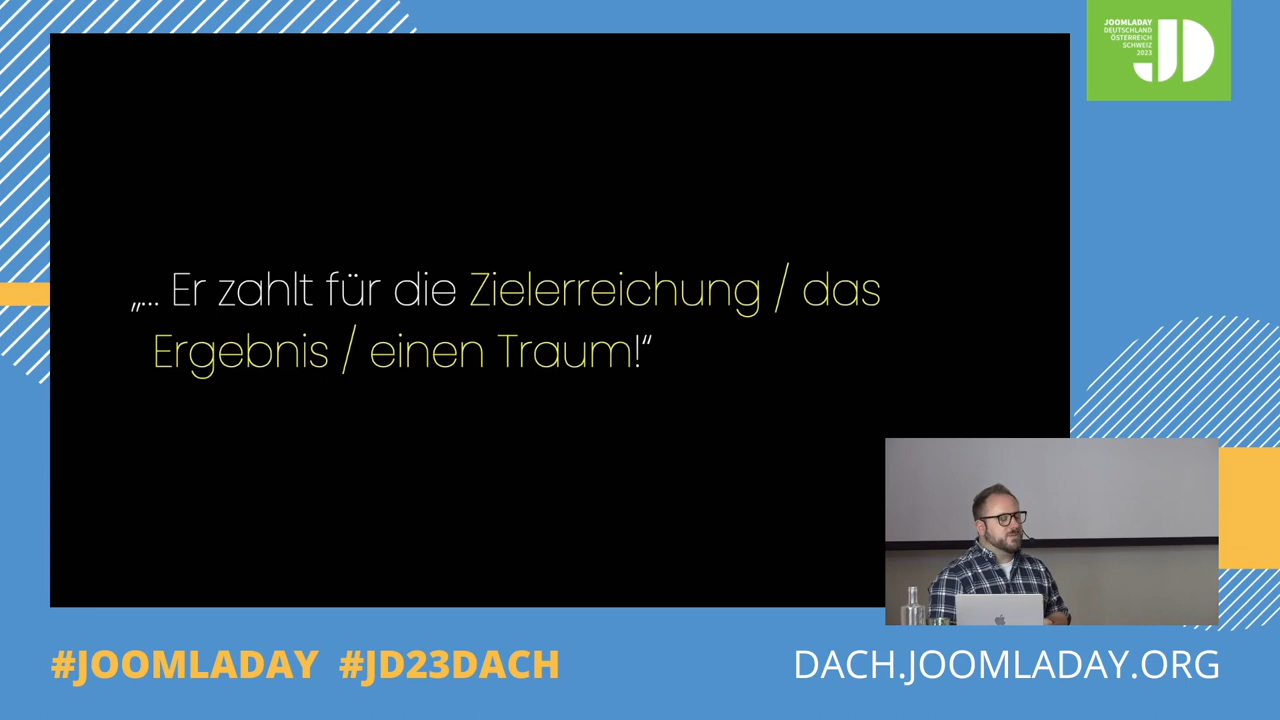 JOOMLADAY
DEUTSCHLAND
ÖSTERREICH
SCHWEIZ
2023
JD
„... Er zahlt für die Zielerreichung / das
Ergebnis / einen Traum!“
#JOOMLADAY #JD23DACH
DACH.JOOMLADAY.ORG